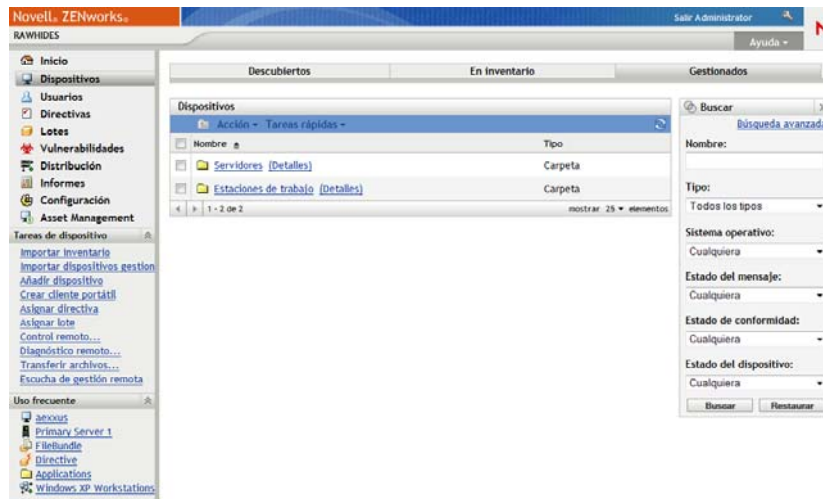 Novell® ZENworks®
Salir Administrator
RAWHIDES
Ayuda
Inicio
Dispositivos
Usuarios
Directivas
Lotes
Vulnerabilidades
Distribución
Informes
Configuración
Asset Management
Tareas de dispositivo
Importar inventario
Importar dispositivos gestion
Añadir dispositivo
Crear cliente portátil
Asignar directiva
Asignar lote
Control remoto...
Diagnóstico remoto...
Transferir archivos...
Escucha de gestión remota
Uso frecuente
aexxus
Primary Server 1
FileBundle
Directive
Applications
Windows XP Workstations
Descubiertos
En inventario
Gestionados
Dispositivos
Acción Tareas rápidas
Nombre Tipo
Servidores (Detalles) Carpeta
Estaciones de trabajo (Detalles) Carpeta
1 - 2 de 2 mostrar 25 elementos
Buscar
Búsqueda avanzada
Nombre:
Tipo:
Todos los tipos
Sistema operativo:
Cualquiera
Estado del mensaje:
Cualquiera
Estado de conformidad:
Cualquiera
Estado del dispositivo:
Cualquiera
Buscar Restaurar